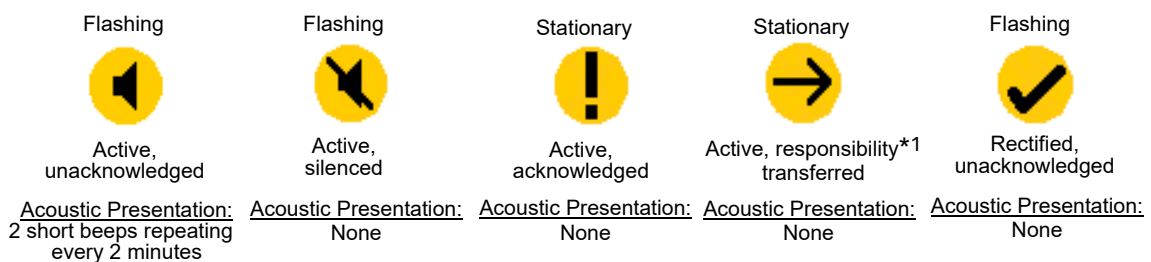 Flashing
Active,
unacknowledged
Acoustic Presentation:
2 short beeps repeating
every 2 minutes
Flashing
Active,
silenced
Acoustic Presentation:
None
Stationary
Active,
acknowledged
Acoustic Presentation:
None
Stationary
Active, responsibility*1
transferred
Acoustic Presentation:
None
Flashing
Rectified,
unacknowledged
Acoustic Presentation:
None